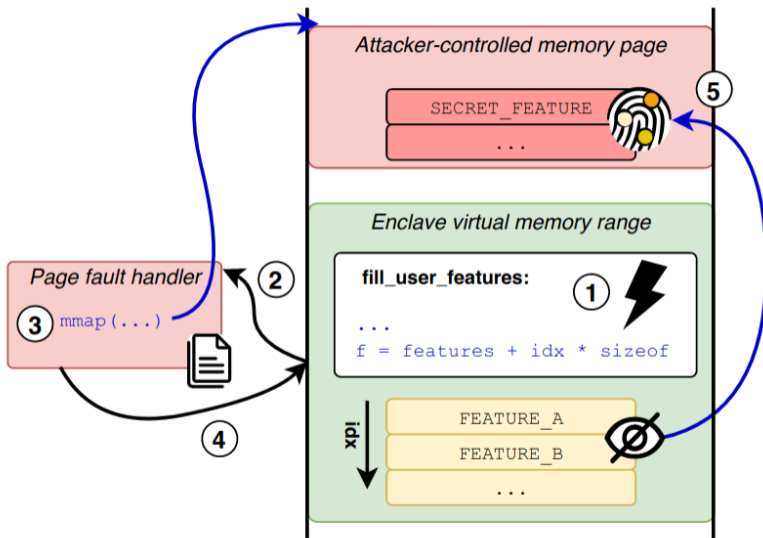 Attacker-controlled memory page
SECRET_FEATURE
...
5
Enclave virtual memory range
fill_user_features:
1
...
f = features + idx * sizeof
Page fault handler
2
3
mmap(...)
4
idx
FEATURE_A
FEATURE_B
...